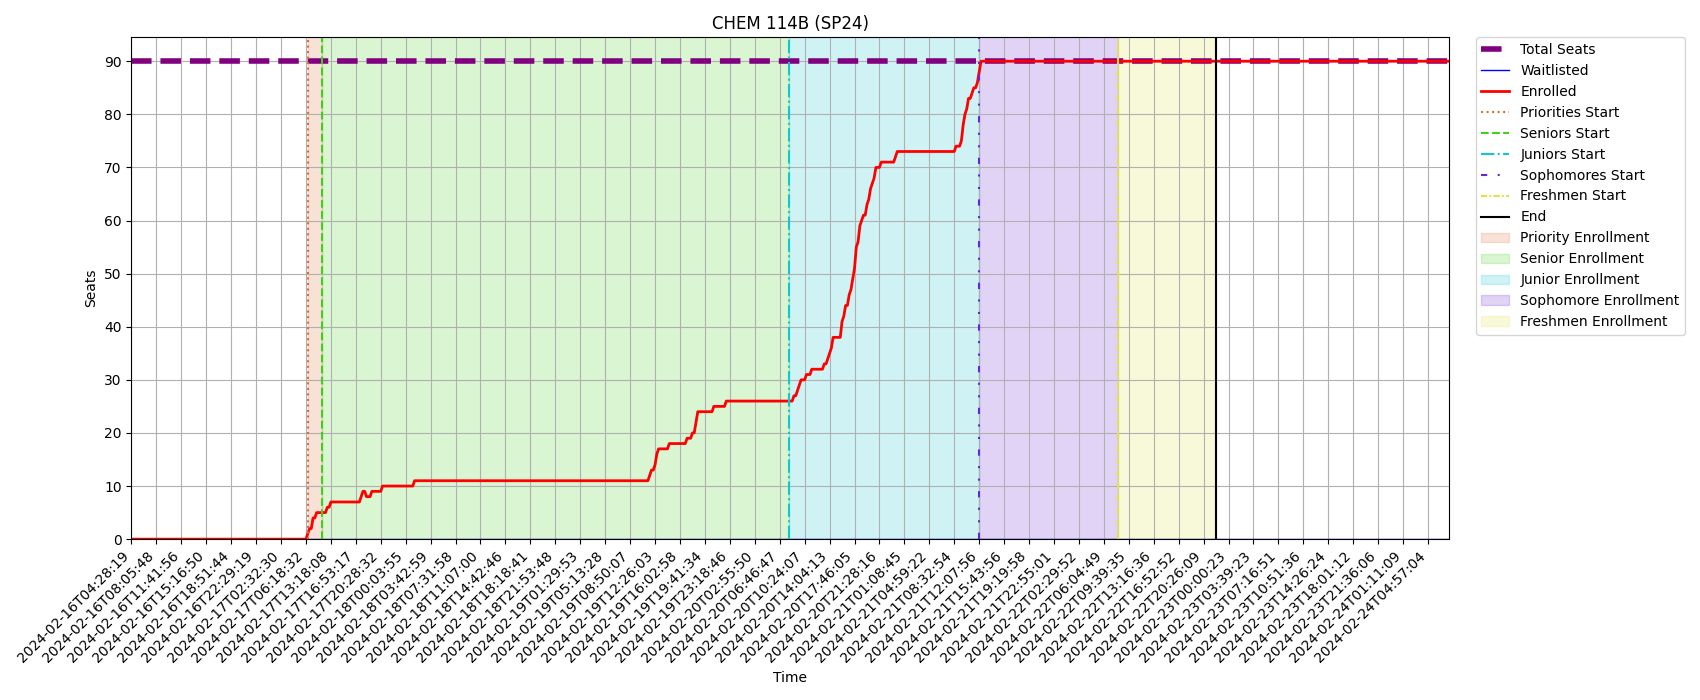 CHEM 114B (SP24)
Seats
90
80
70
60
50
40
30
20
10
0
2024-02-16T04:28:19
2024-02-16T08:05:48
2024-02-16T11:41:56
2024-02-16T15:16:50
2024-02-16T18:51:44
2024-02-16T22:29:19
2024-02-17T02:32:30
2024-02-17T06:18:32
2024-02-17T13:18:08
2024-02-17T16:53:17
2024-02-17T20:28:32
2024-02-18T00:03:55
2024-02-18T03:42:59
2024-02-18T07:31:58
2024-02-18T11:07:00
2024-02-18T14:42:46
2024-02-18T18:18:41
2024-02-18T21:53:48
2024-02-19T01:29:53
2024-02-19T05:13:28
2024-02-19T08:50:07
2024-02-19T12:26:03
2024-02-19T16:02:58
2024-02-19T19:41:34
2024-02-19T23:18:46
2024-02-20T02:55:50
2024-02-20T06:46:47
2024-02-20T10:24:07
2024-02-20T14:04:13
2024-02-20T17:46:05
2024-02-20T21:28:16
2024-02-21T01:08:45
2024-02-21T04:59:22
2024-02-21T08:32:54
2024-02-21T12:07:56
2024-02-21T15:43:56
2024-02-21T19:19:58
2024-02-21T22:55:01
2024-02-22T02:29:52
2024-02-22T06:04:49
2024-02-22T09:39:35
2024-02-22T13:16:36
2024-02-22T16:52:52
2024-02-22T20:26:09
2024-02-23T00:00:23
2024-02-23T03:39:23
2024-02-23T07:16:51
2024-02-23T10:51:36
2024-02-23T14:26:24
2024-02-23T18:01:12
2024-02-23T21:36:06
2024-02-24T01:11:09
2024-02-24T04:57:04
Time
Total Seats
Waitlisted
Enrolled
Priorities Start
Seniors Start
Juniors Start
Sophomores Start
Freshmen Start
End
Priority Enrollment
Senior Enrollment
Junior Enrollment
Sophomore Enrollment
Freshmen Enrollment